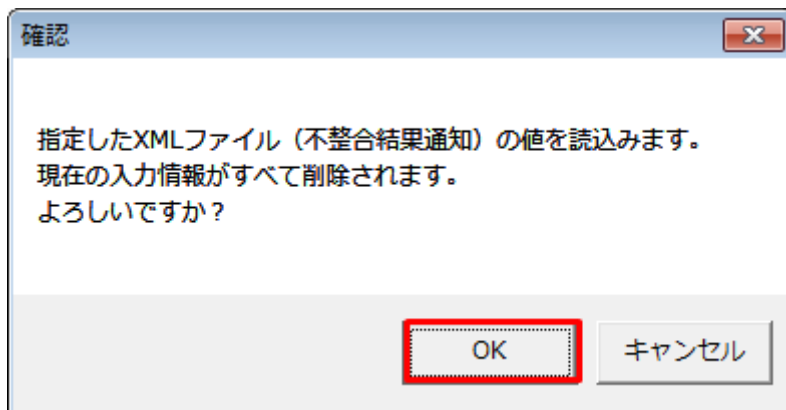 確認
指定したXMLファイル（不整合結果通知）の値を読込みます。
現在の入力情報がすべて削除されます。
よろしいですか？
OK
キャンセル